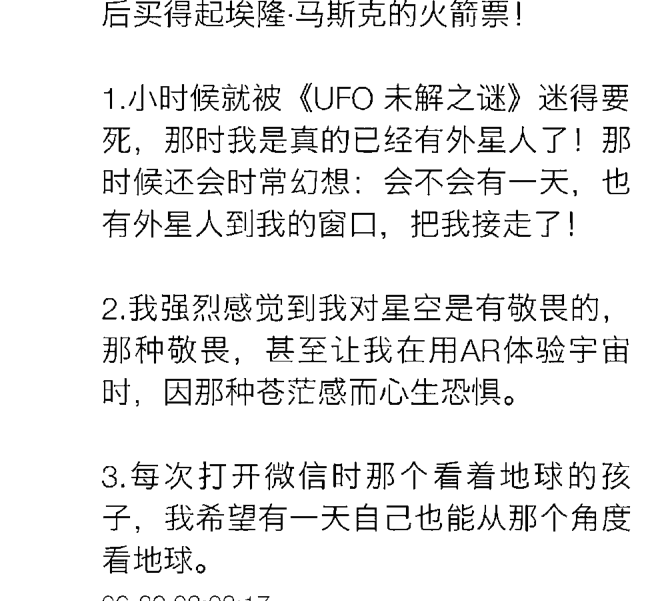 后买得起埃隆·马斯克的火箭票！
1.小时候就被《UFO 未解之谜》迷得要
死，那时我是真的已经有外星人了！那
时候还会时常幻想：会不会有一天，也
有外星人到我的窗口，把我接走了！
2.我强烈感觉到我对星空是有敬畏的，
那种敬畏，甚至让我在用AR体验宇宙
时，因那种苍茫感而心生恐惧。
3.每次打开微信时那个看着地球的孩
子，我希望有一天自己也能从那个角度
看地球。